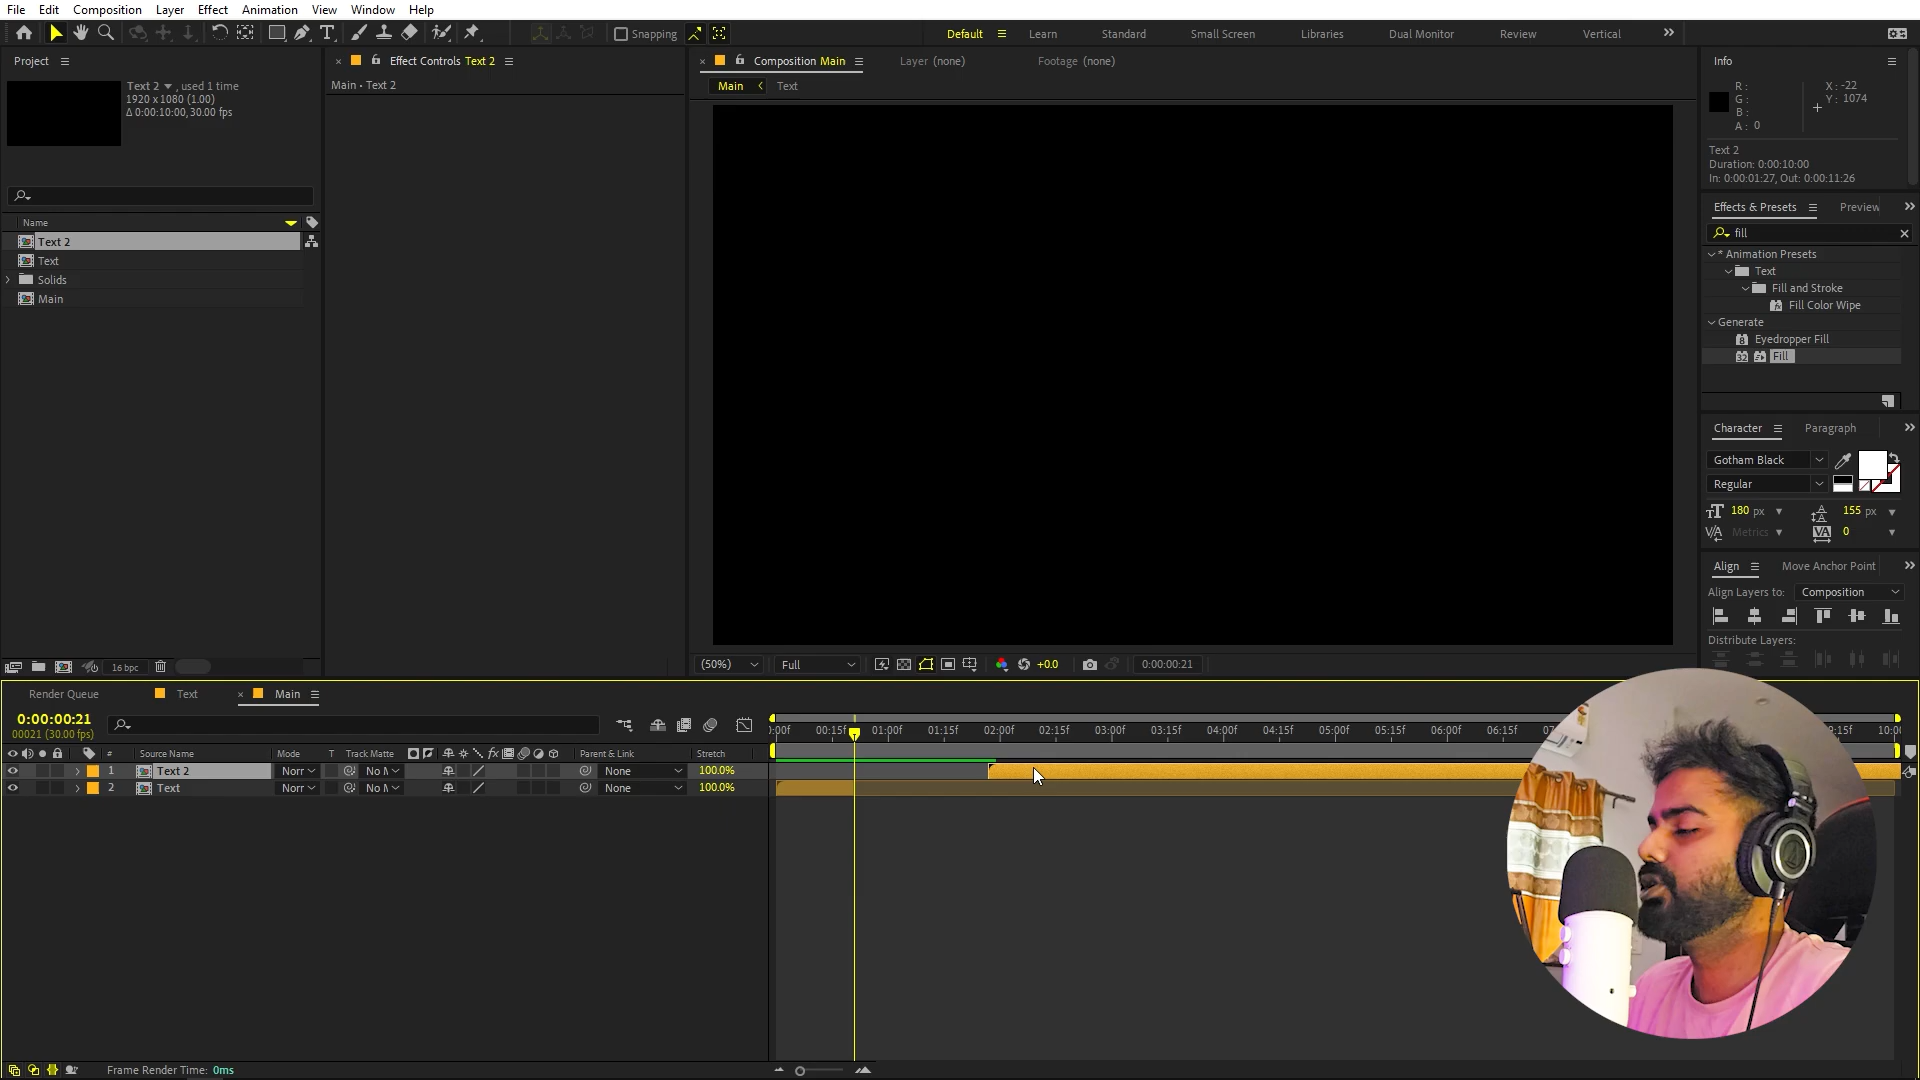 File Edit Composition Layer Effect Animation View Window Help
Snapping
Default Learn Standard Small Screen Libraries Dual Monitor Review Vertical
Project
Text 2 , used 1 time
1920 x 1080 (1.00)
Δ 0:00:10:00, 30.00 fps
Name
Text 2
Text
Solids
Main
16 bpc
Effect Controls Text 2
Main • Text 2
Composition Main
Layer (none)
Footage (none)
Main
Text
(50%)
Full
+0.0
0:00:00:21
Info
R :
G :
B :
A : 0
X : -22
Y : 1074
Text 2
Duration: 0:00:10:00
In: 0:00:01:27, Out: 0:00:11:26
Effects & Presets
Preview
fill
* Animation Presets
Text
Fill and Stroke
Fill Color Wipe
Generate
Eyedropper Fill
Fill
Character
Paragraph
Gotham Black
Regular
180 px
155 px
Metrics
0
Align
Move Anchor Point
Align Layers to: Composition
Distribute Layers:
Render Queue
Text
Main
0:00:00:21
00021 (30.00 fps)
# Source Name Mode T Track Matte Parent & Link Stretch
1 Text 2 Norr No M None 100.0%
2 Text Norr No M None 100.0%
:00f 00:15f 01:00f 01:15f 02:00f 02:15f 03:00f 03:15f 04:00f 04:15f 05:00f 05:15f 06:00f 06:15f
Frame Render Time: 0ms